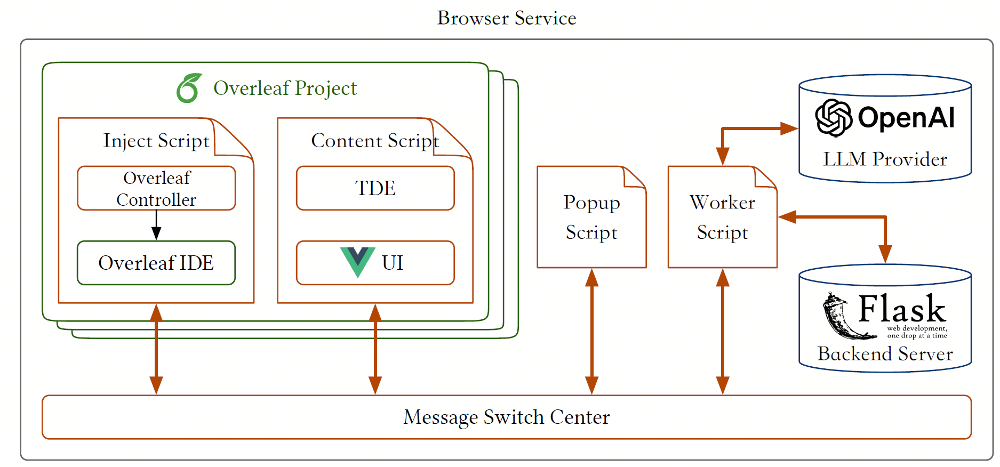 Browser Service
Overleaf Project
Inject Script
Overleaf
Controller
Overleaf IDE
Content Script
TDE
UI
Popup
Script
Worker
Script
OpenAI
LLM Provider
Flask
web development,
one drop at a time
Backend Server
Message Switch Center